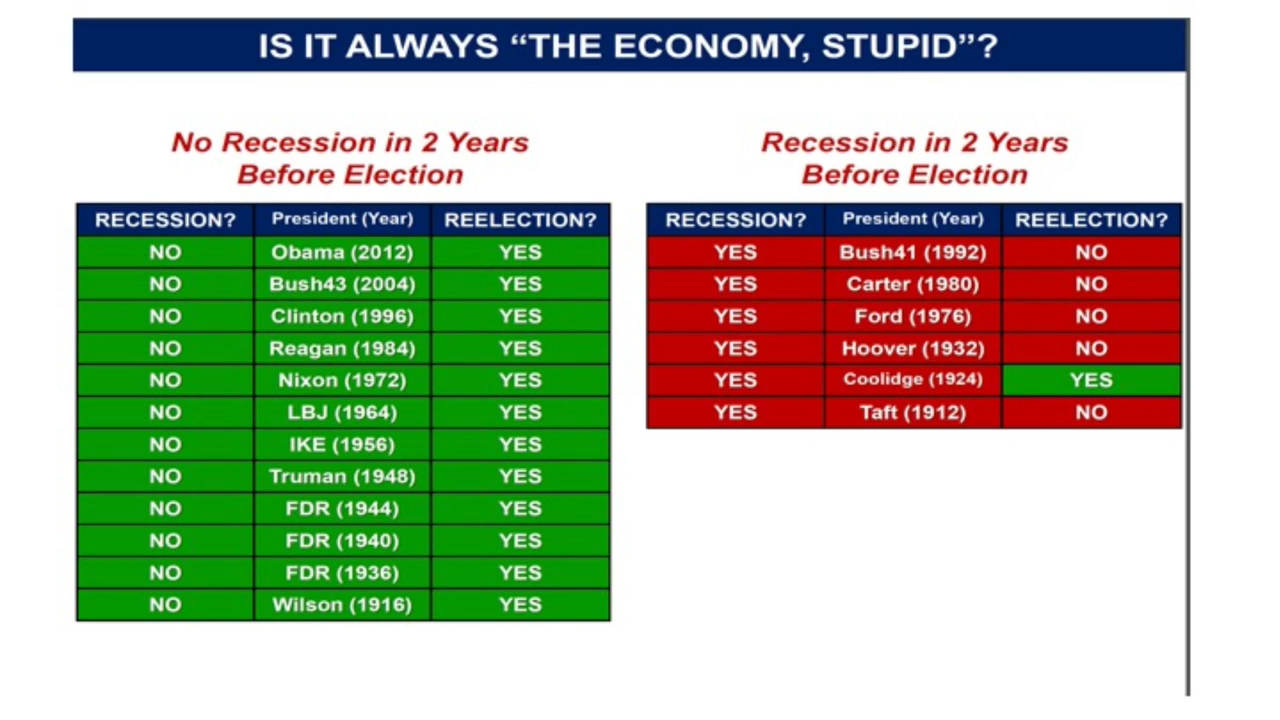 IS IT ALWAYS “THE ECONOMY, STUPID”?
No Recession in 2 Years
Before Election
RECESSION? President (Year) REELECTION?
NO Obama (2012) YES
NO Bush43 (2004) YES
NO Clinton (1996) YES
NO Reagan (1984) YES
NO Nixon (1972) YES
NO LBJ (1964) YES
NO IKE (1956) YES
NO Truman (1948) YES
NO FDR (1944) YES
NO FDR (1940) YES
NO FDR (1936) YES
NO Wilson (1916) YES
Recession in 2 Years
Before Election
RECESSION? President (Year) REELECTION?
YES Bush41 (1992) NO
YES Carter (1980) NO
YES Ford (1976) NO
YES Hoover (1932) NO
YES Coolidge (1924) YES
YES Taft (1912) NO